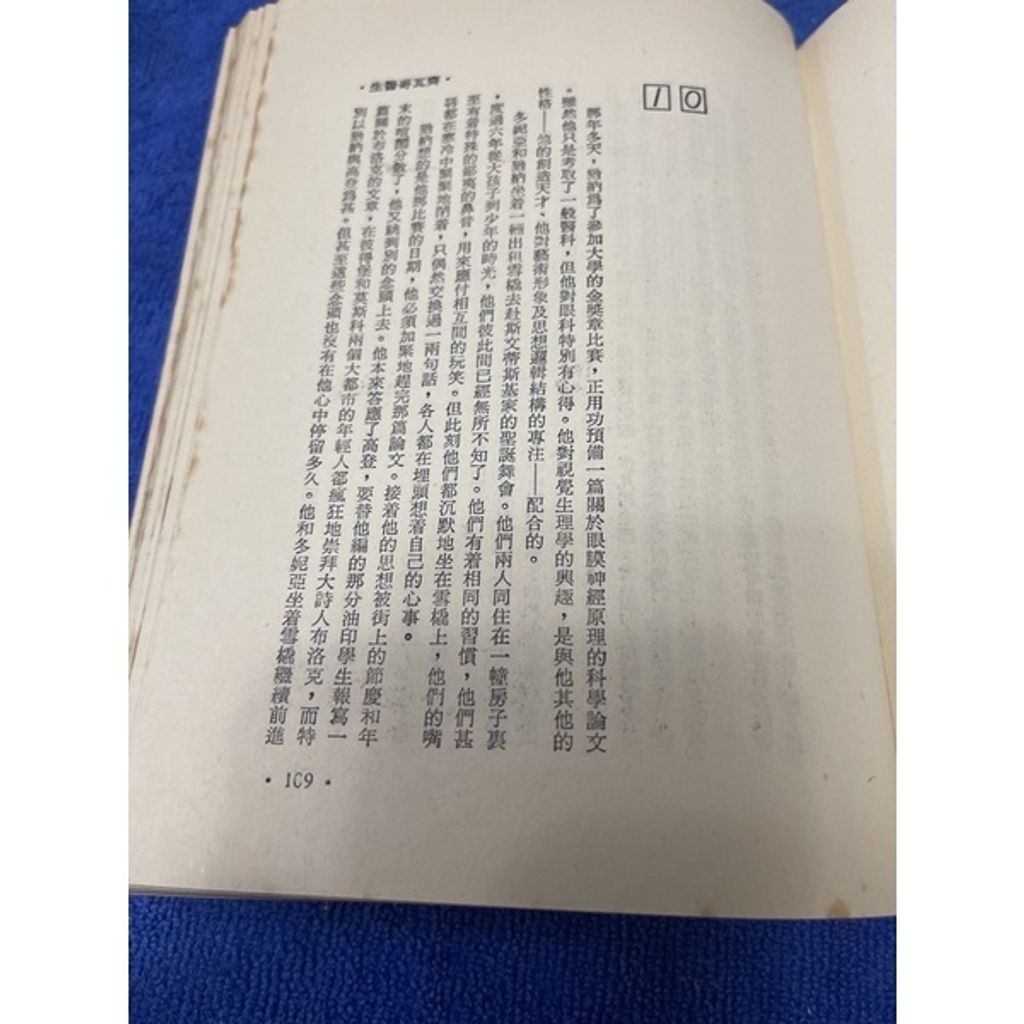 10
那年冬天，尤納爲了參加大學的金獎章比賽，正用功預備一篇關於眼膜神經原理的科學論文
。雖然他只是考取了一般醫科，但他對眼科特別有心得。他對視覺生理學的興趣，是與他其他的
性格——他的創造天才、他對藝術形象及思想邏輯結構的專注——配合的。
多妮亞和尤納坐着一輛出租雪橇去赴斯文蒂斯基家的聖誕舞會。他們兩人同住在一幢房子裏
，度過六年從大孩子到少年的時光，他們彼此間已經無所不知了。他們有着相同的習慣，他們甚
至有着特殊的鄙夷的鼻音，用來應付相互間的玩笑。但此刻他們都沉默地坐在雪橇上，他們的嘴
脣都在寒冷中緊緊地閉着，只偶然交換過一兩句話，各人都在埋頭想着自己的心事。
尤納想的是他那比賽的日期，他必須加緊地趕完那篇論文。接着他的思想被街上的節慶和年
末的喧鬧分散了，他又跳到別的念頭上去。他本來答應了高登，要替他編的那分油印學生報寫一
篇關於布洛克的文章，在彼得堡和莫斯科兩個大都市的年輕人都瘋狂地崇拜大詩人布洛克，而特
別以尤納與高登爲甚。但甚至這些念頭也沒有在他心中停留多久。他和多妮亞坐着雪橇繼續前進
·生醫哥瓦齊·
· 109 ·